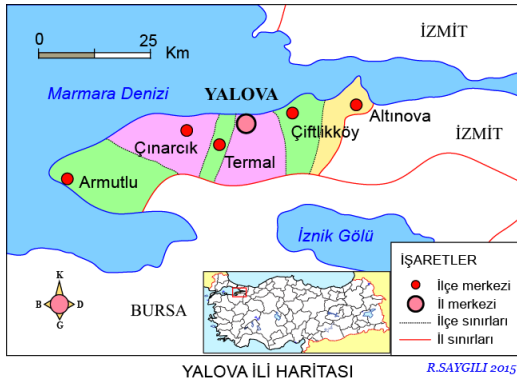 0 25
Km
İZMİT
Marmara Denizi
YALOVA
Altınova
Çiftlikköy
İZMİT
Çınarcık
Termal
Armutlu
İznik Gölü
İŞARETLER
İlçe merkezi
İl merkezi
İlçe sınırları
İl sınırları
K
B D
G
BURSA
YALOVA İLİ HARİTASI
R.SAYGILI 2015